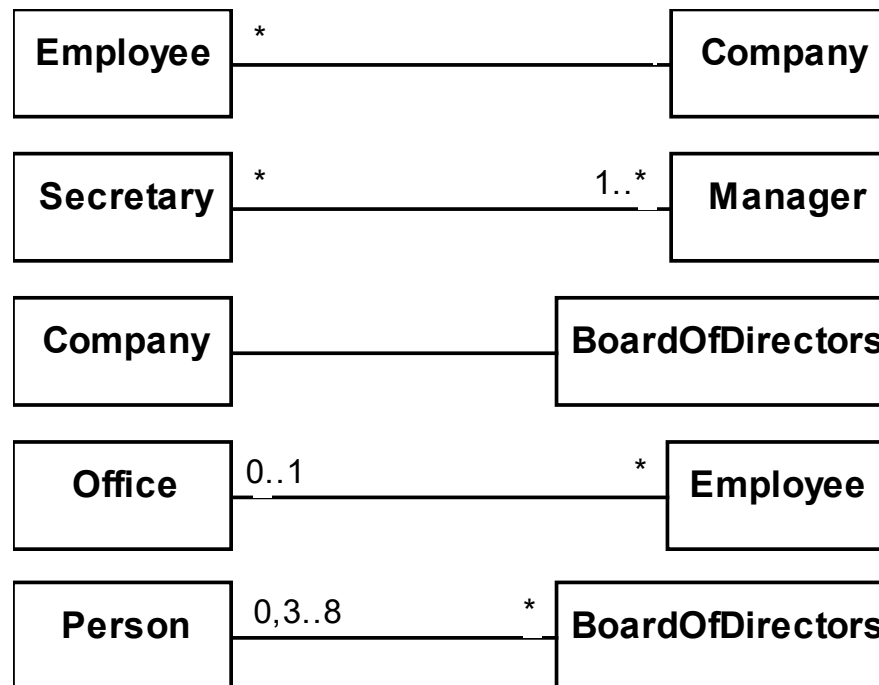 Employee * Company
Secretary * 1..* Manager
Company BoardOfDirectors
Office 0..1 * Employee
Person 0,3..8 * BoardOfDirectors